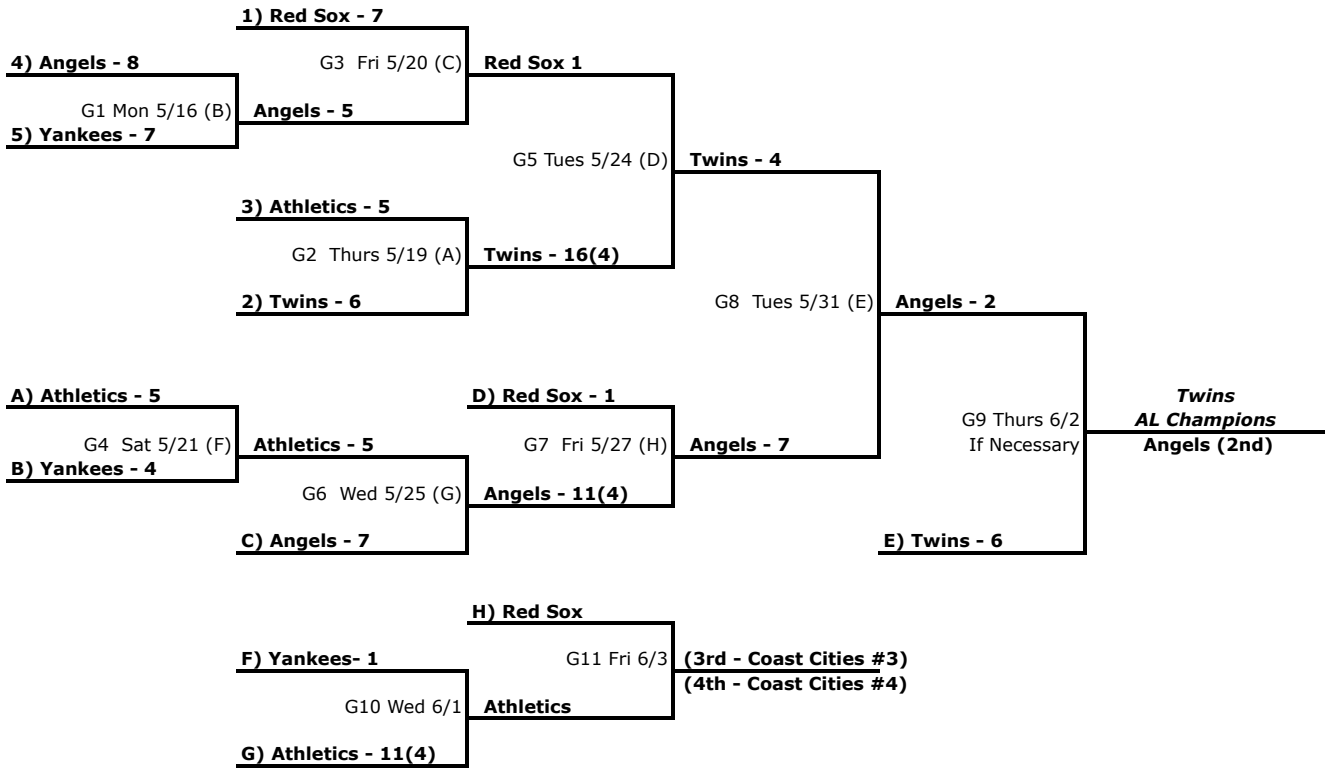 1) Red Sox - 7
4) Angels - 8
G3 Fri 5/20 (C)
Red Sox 1
G1 Mon 5/16 (B)
Angels - 5
5) Yankees - 7
G5 Tues 5/24 (D)
Twins - 4
3) Athletics - 5
G2 Thurs 5/19 (A)
Twins - 16(4)
2) Twins - 6
G8 Tues 5/31 (E)
Angels - 2
A) Athletics - 5
D) Red Sox - 1
Twins
G9 Thurs 6/2
AL Champions
G4 Sat 5/21 (F)
Athletics - 5
G7 Fri 5/27 (H)
Angels - 7
If Necessary
Angels (2nd)
B) Yankees - 4
G6 Wed 5/25 (G)
Angels - 11(4)
C) Angels - 7
E) Twins - 6
H) Red Sox
F) Yankees- 1
G11 Fri 6/3
(3rd - Coast Cities #3)
(4th - Coast Cities #4)
G10 Wed 6/1
Athletics
G) Athletics - 11(4)